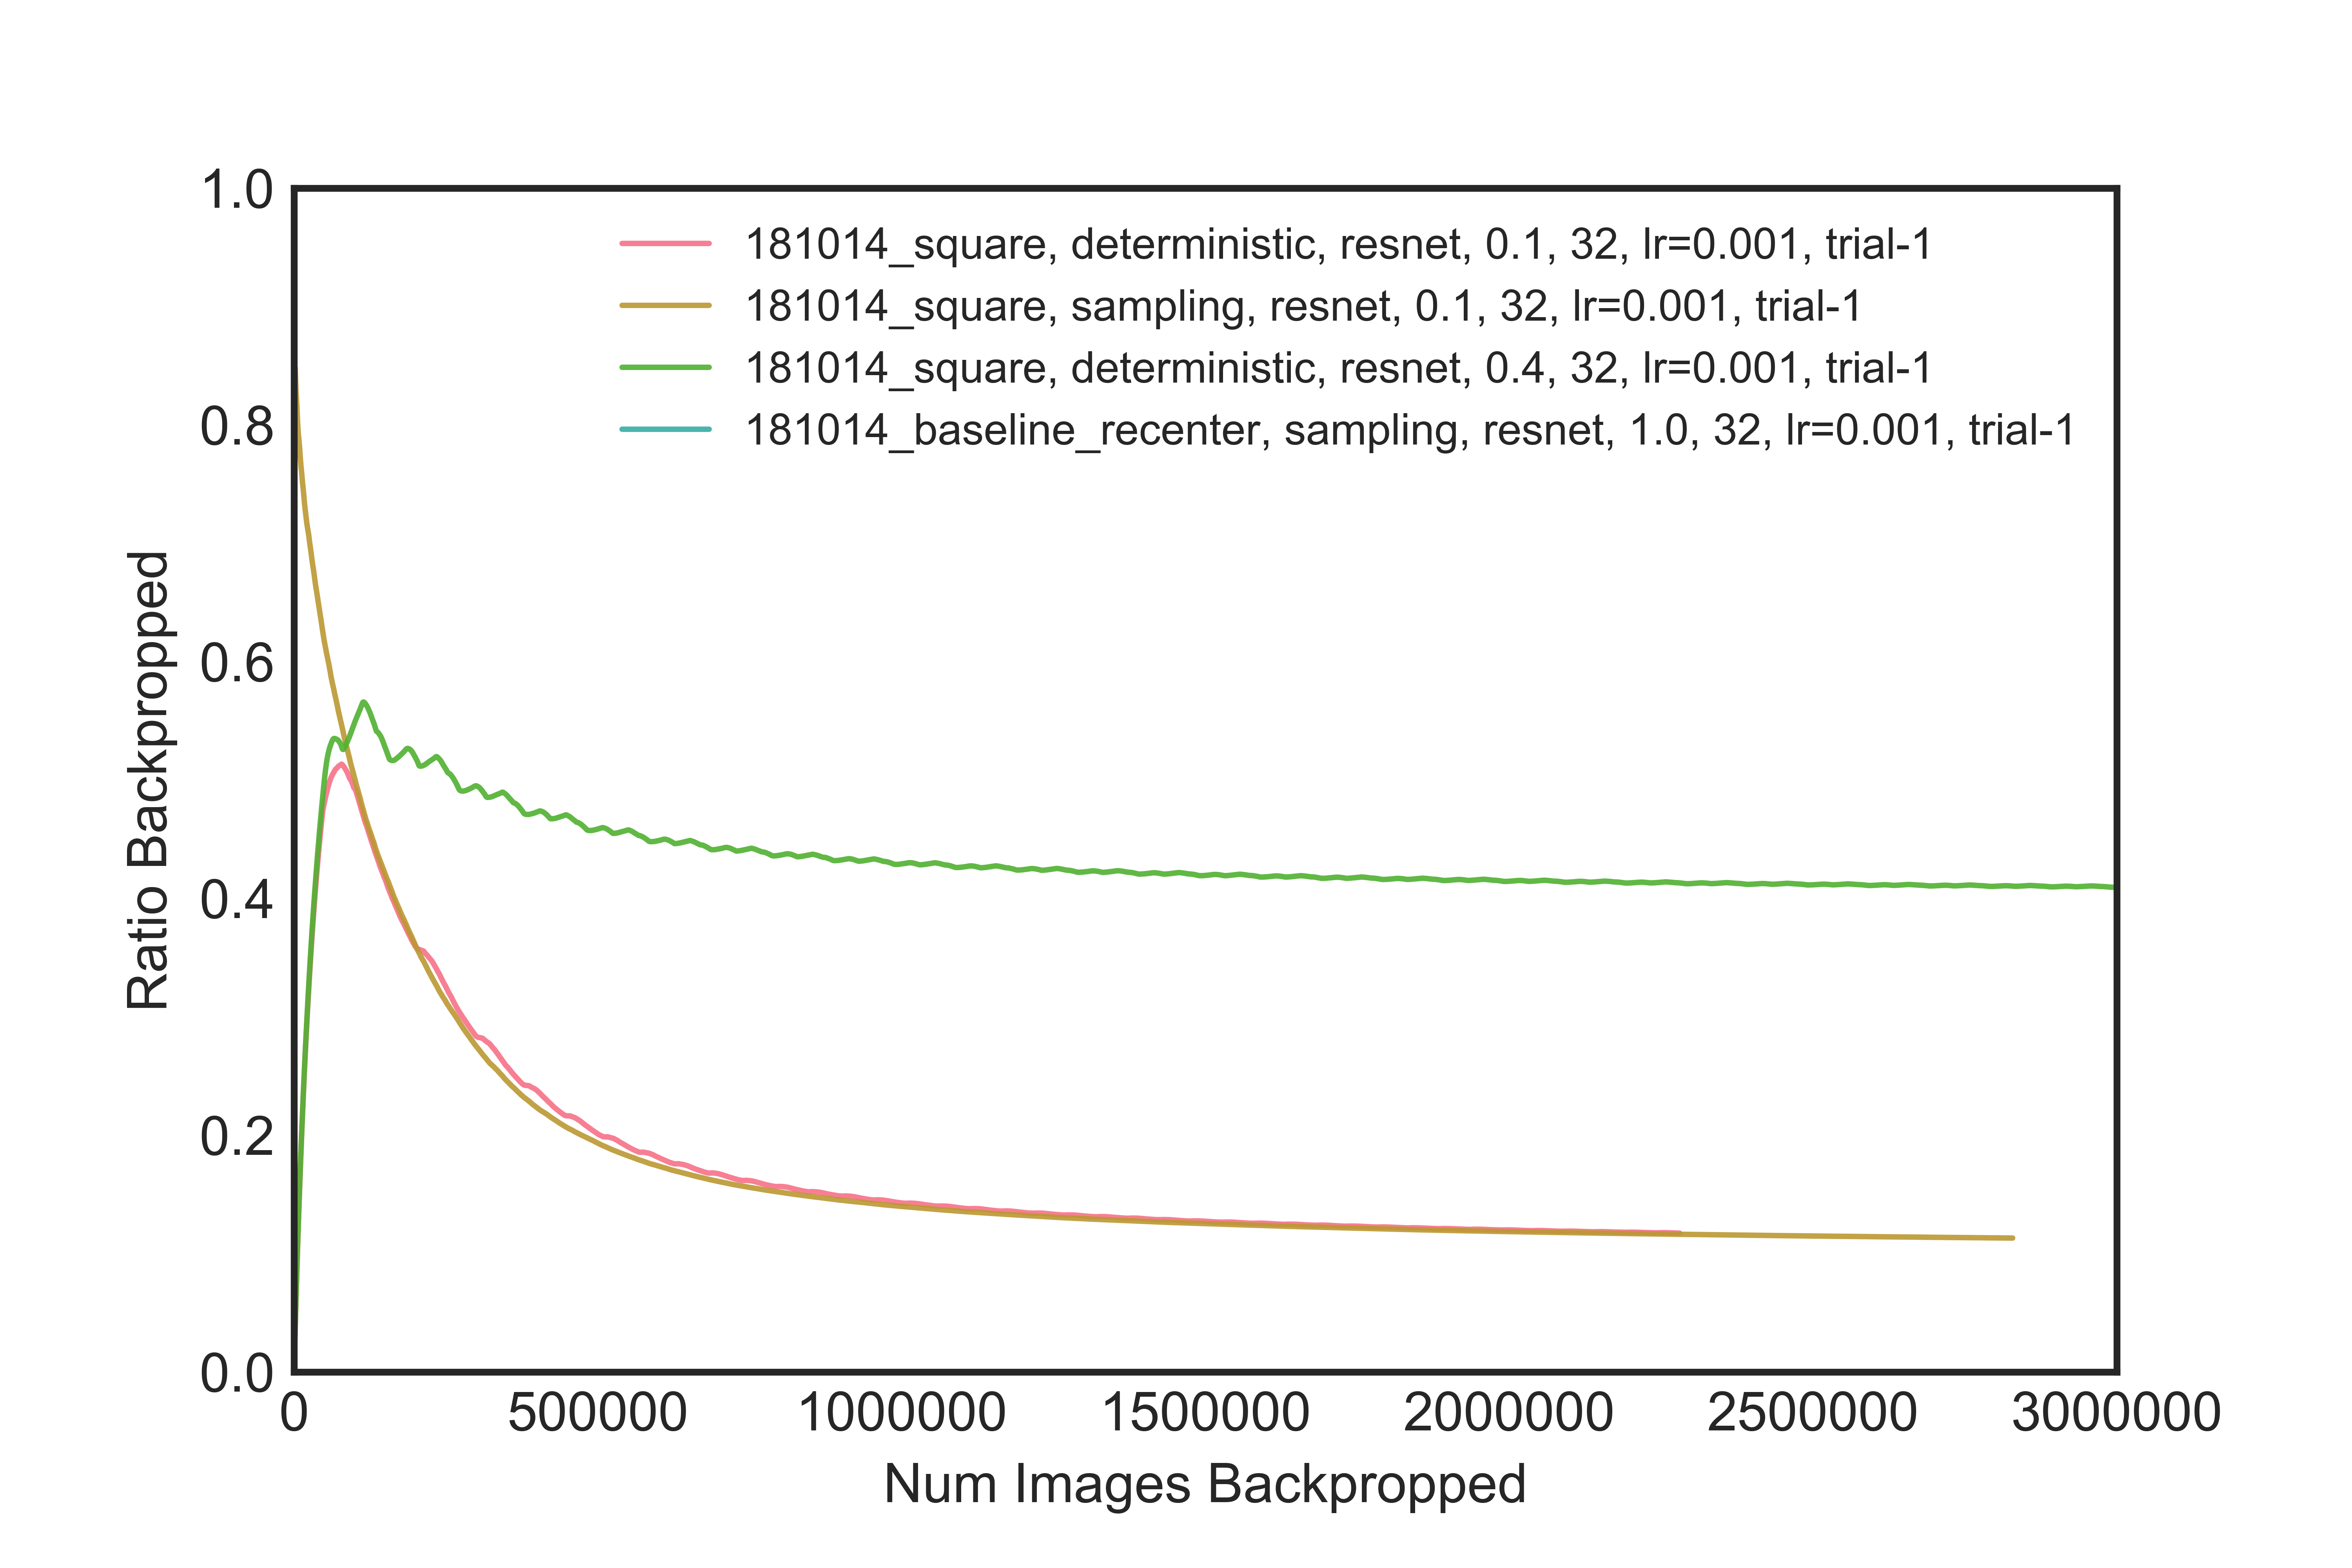 1.0
181014_square, deterministic, resnet, 0.1, 32, lr=0.001, trial-1
181014_square, sampling, resnet, 0.1, 32, lr=0.001, trial-1
181014_square, deterministic, resnet, 0.4, 32, lr=0.001, trial-1
181014_baseline_recenter, sampling, resnet, 1.0, 32, lr=0.001, trial-1
0.8
0.6
0.4
0.2
0.0
Ratio Backpropped
0 500000 1000000 1500000 2000000 2500000 3000000
Num Images Backpropped